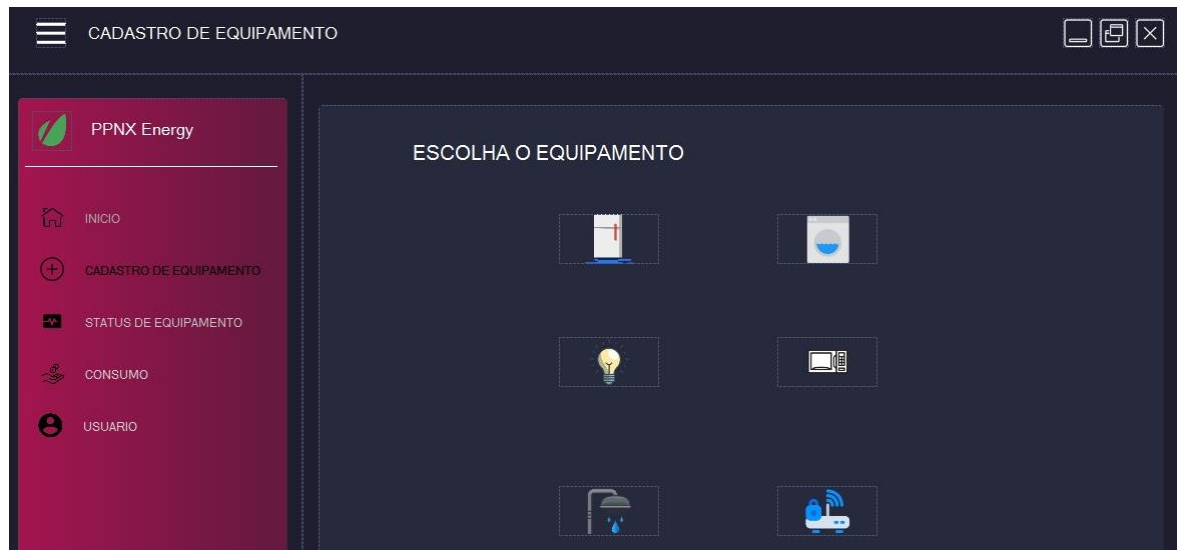 CADASTRO DE EQUIPAMENTO
PPNX Energy
INICIO
CADASTRO DE EQUIPAMENTO
STATUS DE EQUIPAMENTO
CONSUMO
USUARIO
ESCOLHA O EQUIPAMENTO